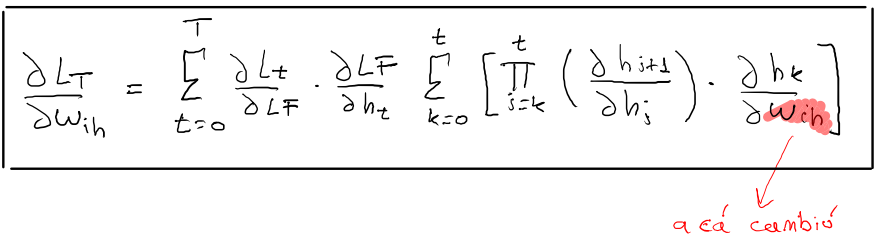 ∂L_T/∂W_ih = Σ_{t=0}^{T} ∂L_t/∂LF · ∂LF/∂h_t Σ_{k=0}^{t} [ Π_{j=k}^{t} ( ∂h_{j+1}/∂h_j ) · ∂h_k/∂W_ih ]
acá cambió